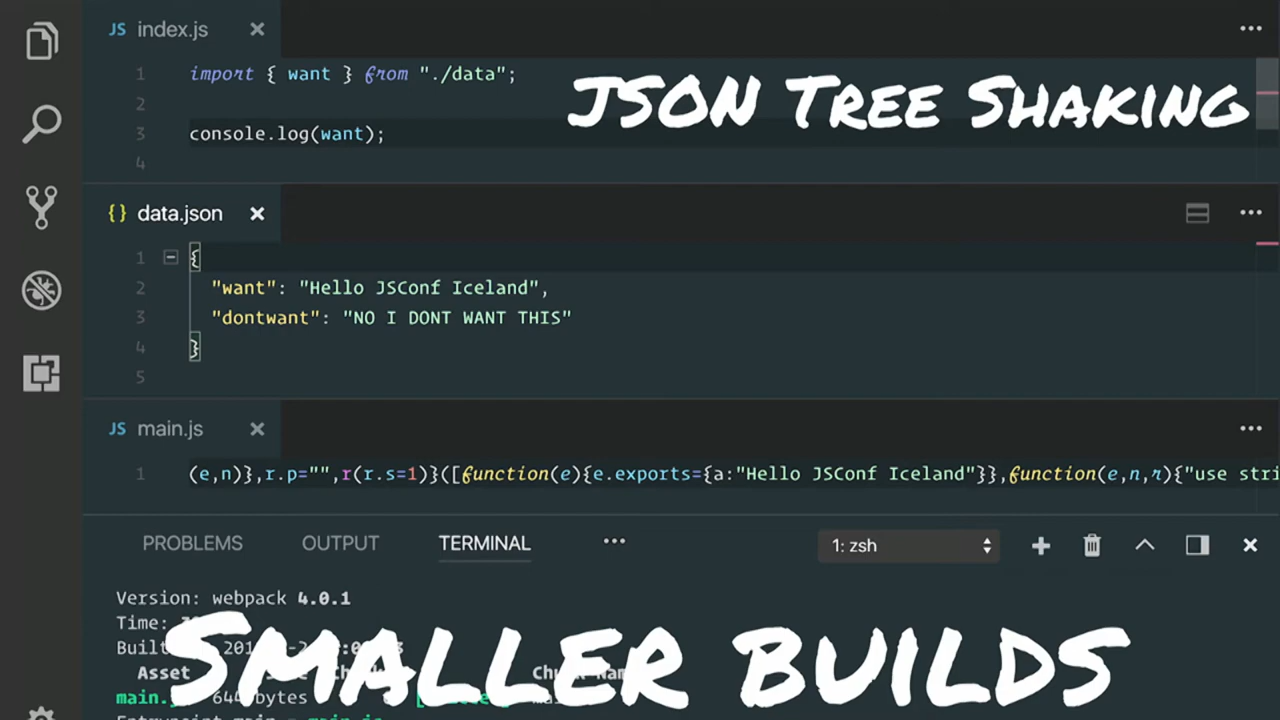 JS index.js
1 import { want } from "./data";
2
3 console.log(want);
4
JSON Tree Shaking
{} data.json
1 {
2 "want": "Hello JSConf Iceland",
3 "dontwant": "NO I DONT WANT THIS"
4 }
5
JS main.js
1 (e,n)},r.p="",r(r.s=1)}([function(e){e.exports={a:"Hello JSConf Iceland"}},function(e,n,r){"use stri
PROBLEMS OUTPUT TERMINAL ... 1: zsh
Version: webpack 4.0.1
Time:
Built
Asset
main.j bytes
Smaller builds